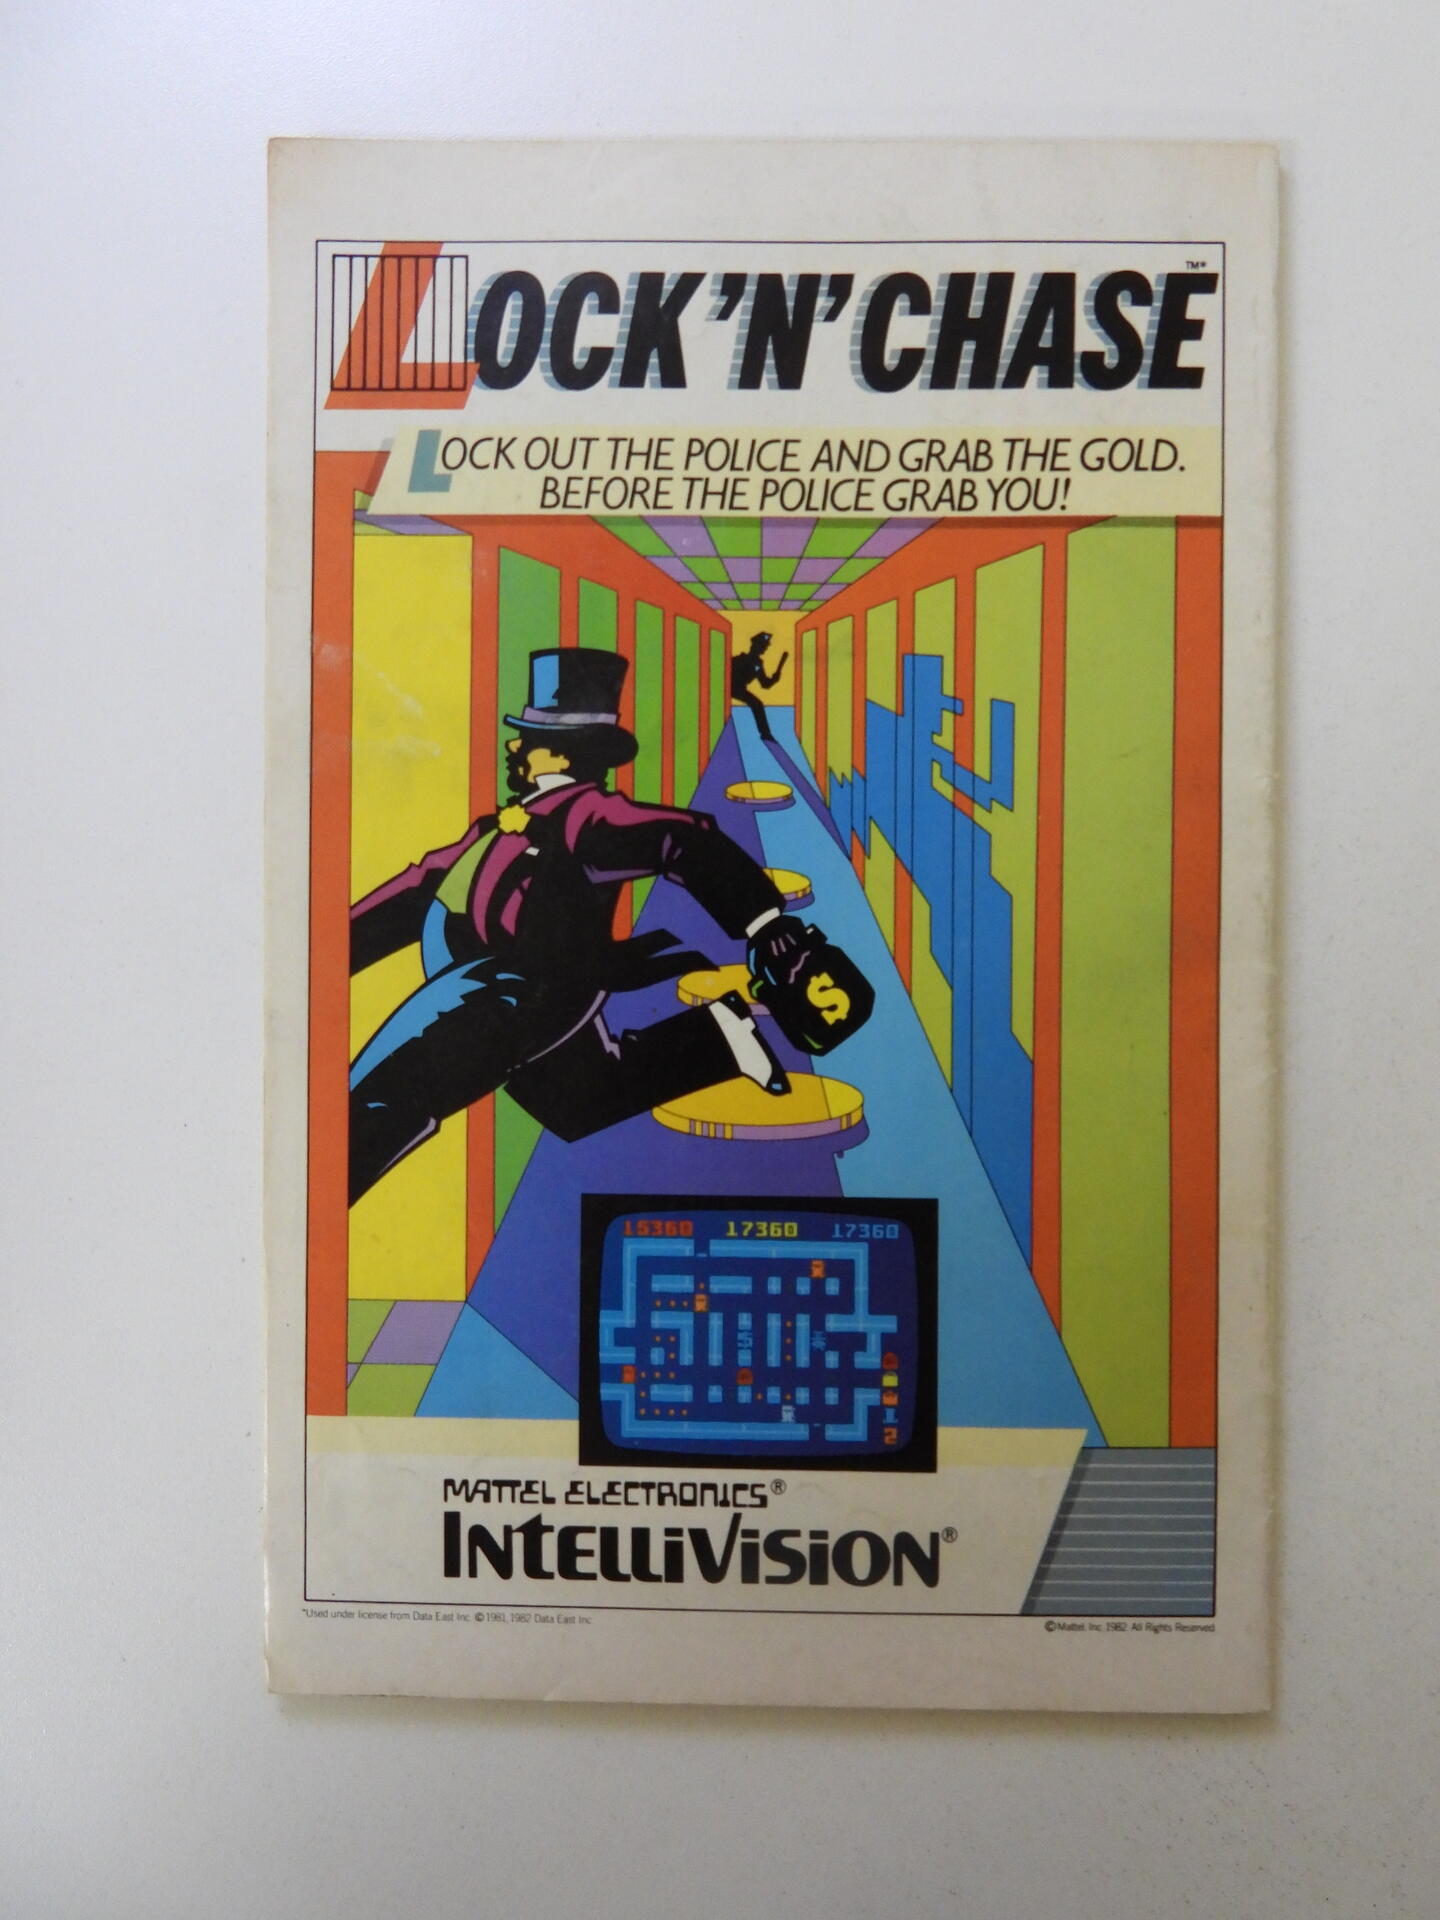 LOCK 'N' CHASE™*
LOCK OUT THE POLICE AND GRAB THE GOLD.
BEFORE THE POLICE GRAB YOU!
$
15360 17360 17360
2
MATTEL ELECTRONICS®
INTELLIVISION®
*Used under license from Data East Inc. ©1981, 1982 Data East Inc.
©Mattel, Inc. 1982. All Rights Reserved